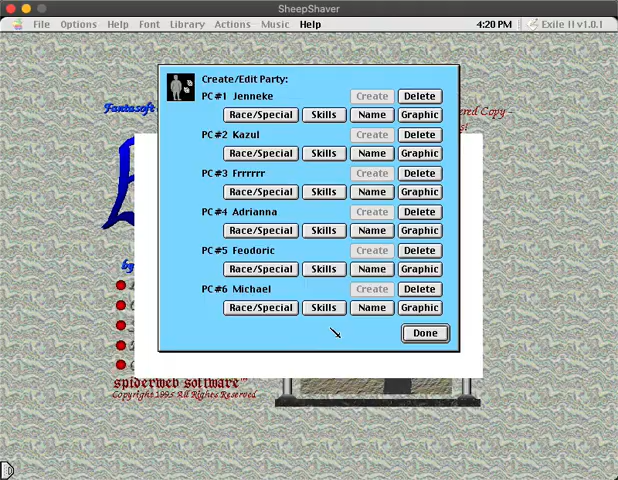 SheepShaver
File Options Help Font Library Actions Music Help 4:20 PM Exile II v1.0.1
Create/Edit Party:
Fantasoft
ered Copy -
PC#1 Jenneke Create Delete
Race/Special Skills Name Graphic
PC#2 Kazul Create Delete
Race/Special Skills Name Graphic
PC#3 Frrrrrr Create Delete
Race/Special Skills Name Graphic
PC#4 Adrianna Create Delete
Race/Special Skills Name Graphic
PC#5 Feodoric Create Delete
by
Race/Special Skills Name Graphic
PC#6 Michael Create Delete
Race/Special Skills Name Graphic
Done
spiderweb software™
Copyright 1995 All Rights Reserved